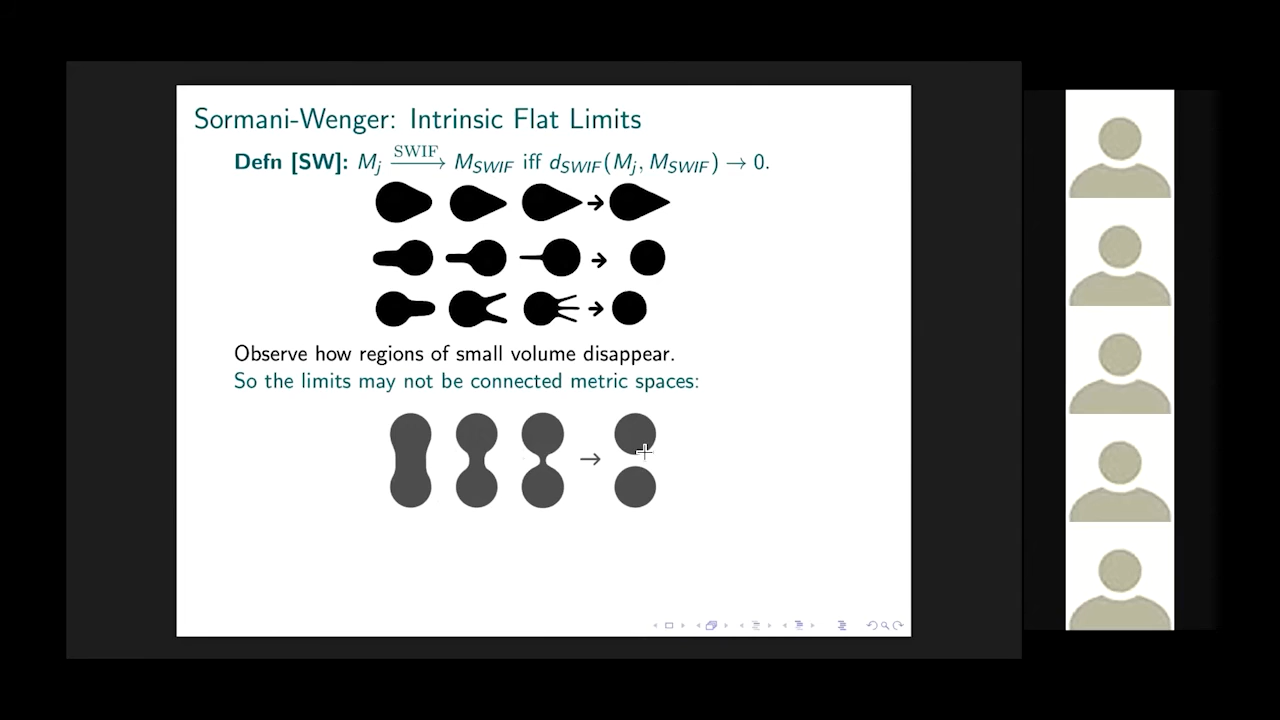 Sormani-Wenger: Intrinsic Flat Limits
Defn [SW]: M_j \xrightarrow{SWIF} M_{SWIF} iff d_{SWIF}(M_j, M_{SWIF}) → 0.
Observe how regions of small volume disappear.
So the limits may not be connected metric spaces: